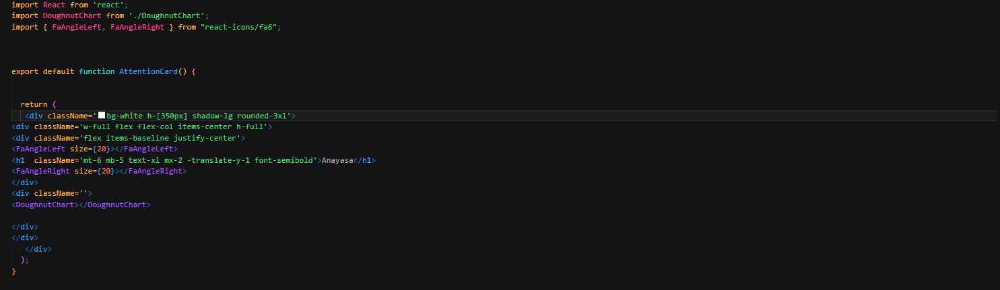 import React from 'react';
import DoughnutChart from './DoughnutChart';
import { FaAngleLeft, FaAngleRight } from "react-icons/fa6";
export default function AttentionCard() {
return (
<div className='bg-white h-[350px] shadow-lg rounded-3xl'>
<div className='w-full flex flex-col items-center h-full'>
<div className='flex items-baseline justify-center'>
<FaAngleLeft size={20}></FaAngleLeft>
<h1  className='mt-6 mb-5 text-xl mx-2 -translate-y-1 font-semibold'>Anayasa</h1>
<FaAngleRight size={20}></FaAngleRight>
</div>
<div className=''>
<DoughnutChart></DoughnutChart>
</div>
</div>
</div>
);
}